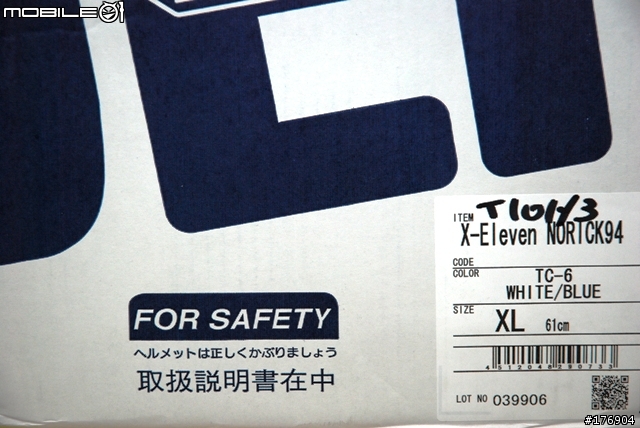 MOBILE01
T10143
ITEM
X-Eleven NORICK94
CODE
COLOR TC-6
WHITE/BLUE
SIZE XL 61cm
4512048290733
LOT NO 039906
FOR SAFETY
ヘルメットは正しくかぶりましょう
取扱説明書在中
#176904